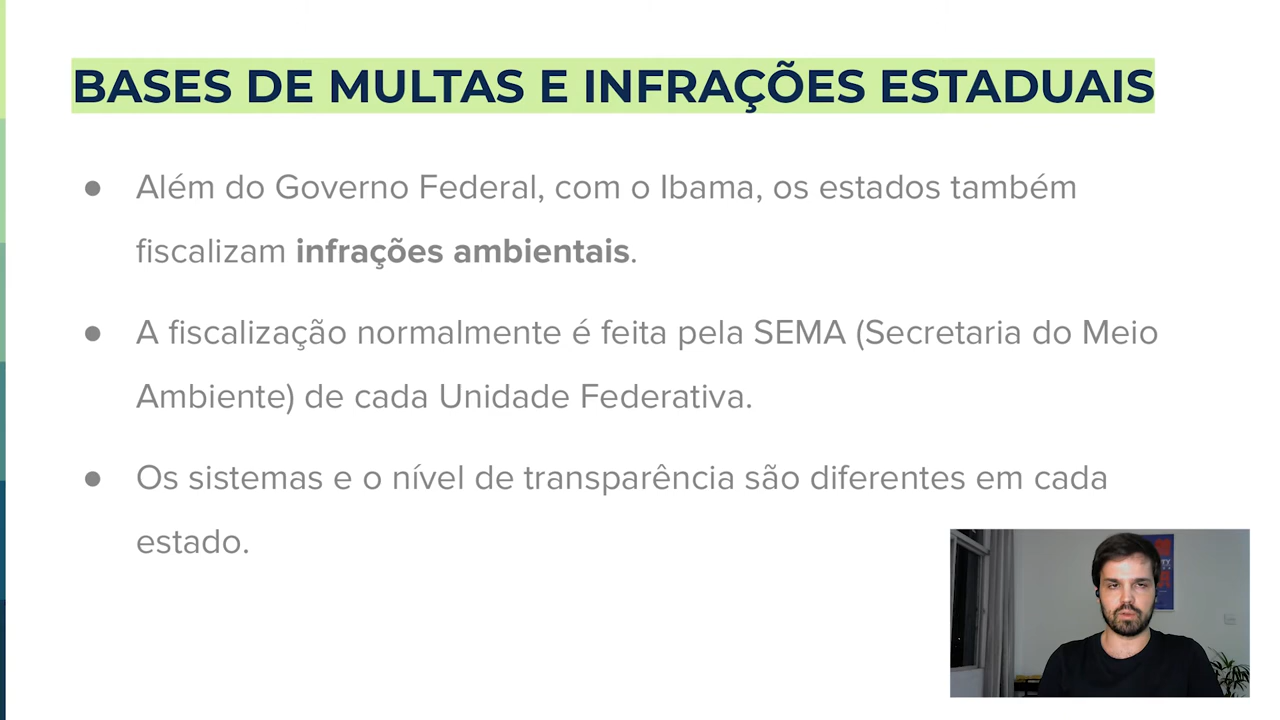 BASES DE MULTAS E INFRAÇÕES ESTADUAIS
● Além do Governo Federal, com o Ibama, os estados também
fiscalizam infrações ambientais.
● A fiscalização normalmente é feita pela SEMA (Secretaria do Meio
Ambiente) de cada Unidade Federativa.
● Os sistemas e o nível de transparência são diferentes em cada
estado.